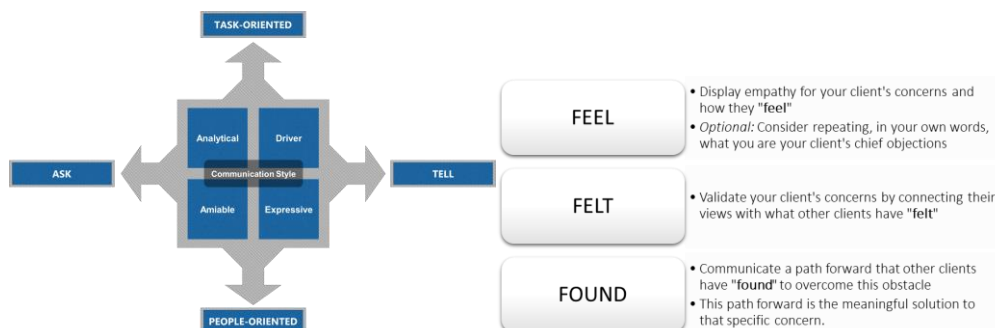 TASK-ORIENTED
Analytical
Driver
Communication Style
ASK
TELL
Amiable
Expressive
PEOPLE-ORIENTED
FEEL
• Display empathy for your client's concerns and
how they "feel"
• Optional: Consider repeating, in your own words,
what you are your client's chief objections
FELT
• Validate your client's concerns by connecting their
views with what other clients have "felt"
FOUND
• Communicate a path forward that other clients
have "found" to overcome this obstacle
• This path forward is the meaningful solution to
that specific concern.